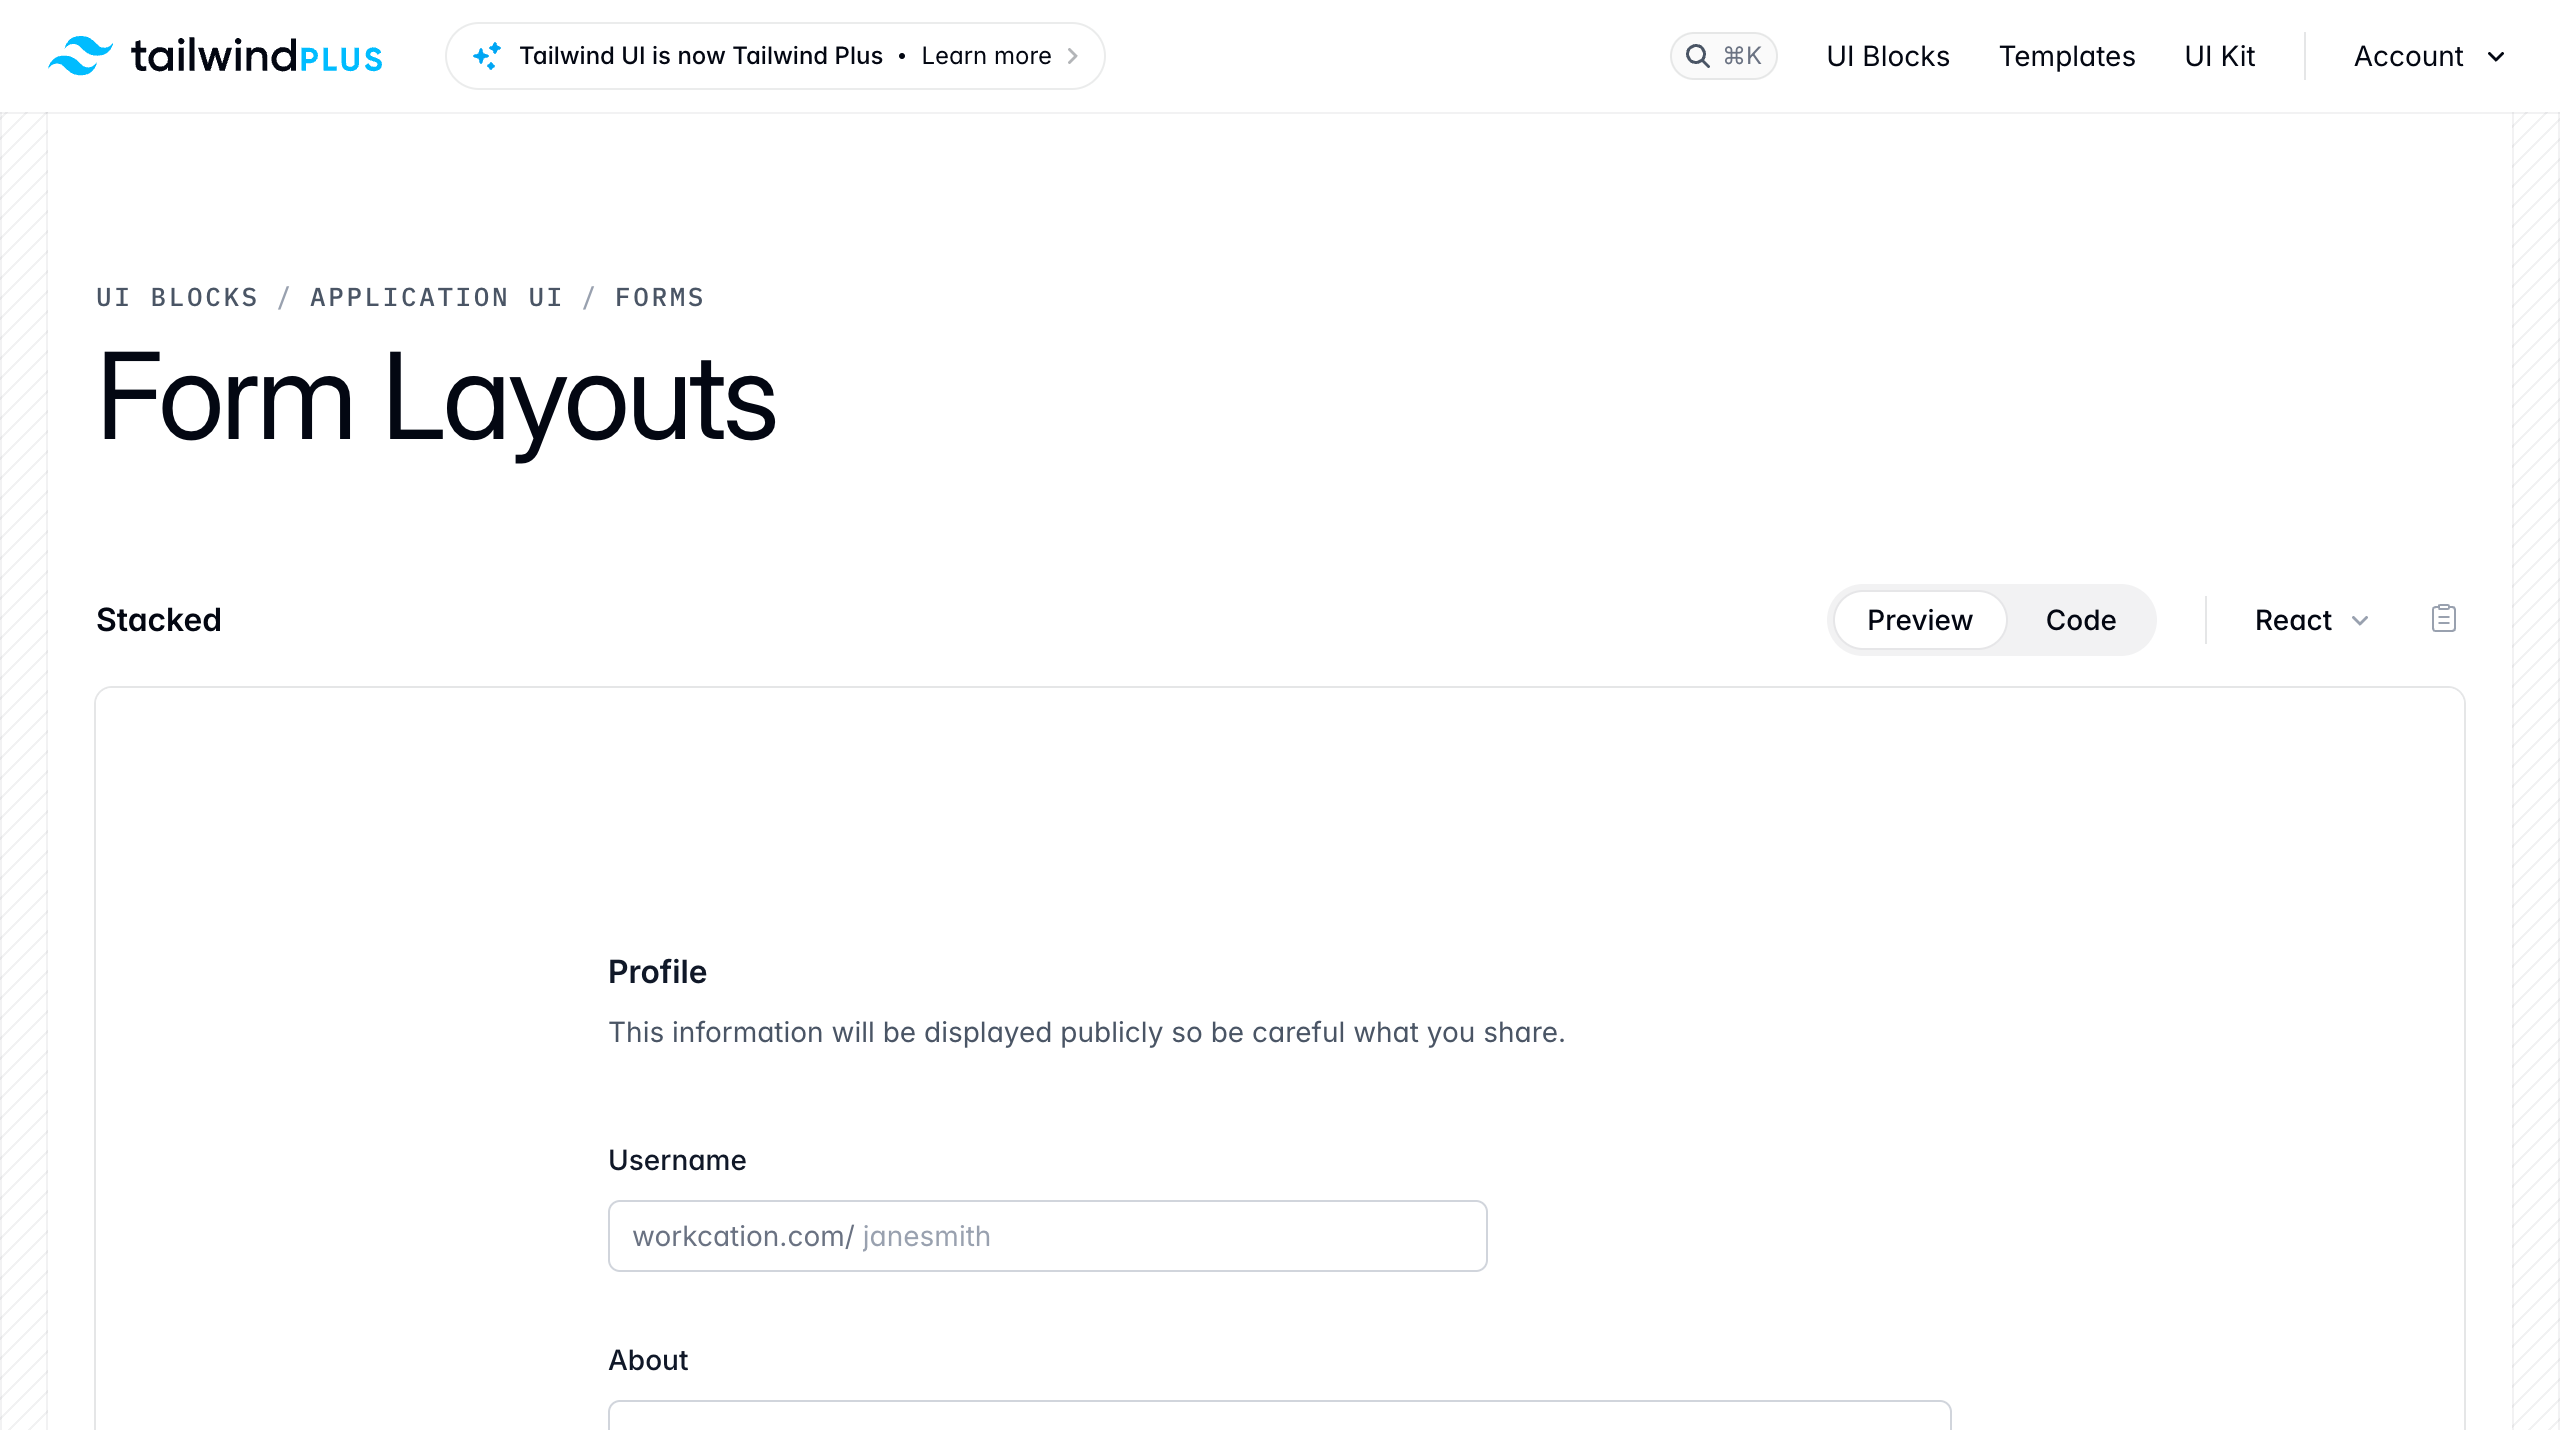 tailwindPLUS
Tailwind UI is now Tailwind Plus • Learn more
⌘K
UI Blocks
Templates
UI Kit
Account
UI BLOCKS / APPLICATION UI / FORMS
Form Layouts
Stacked
Preview
Code
React
Profile
This information will be displayed publicly so be careful what you share.
Username
workcation.com/ janesmith
About